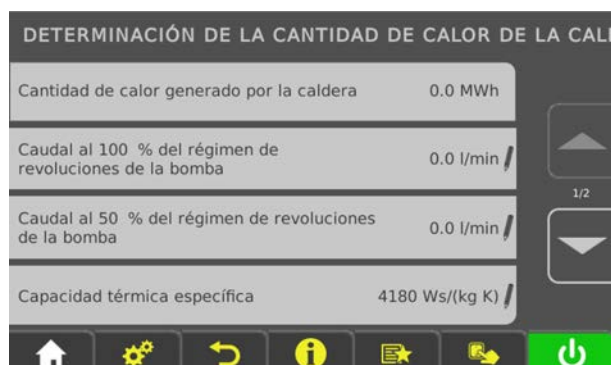 DETERMINACIÓN DE LA CANTIDAD DE CALOR DE LA CAL
Cantidad de calor generado por la caldera 0.0 MWh
Caudal al 100 % del régimen de
revoluciones de la bomba 0.0 l/min
1/2
Caudal al 50 % del régimen de revoluciones
de la bomba 0.0 l/min
Capacidad térmica específica 4180 Ws/(kg K)